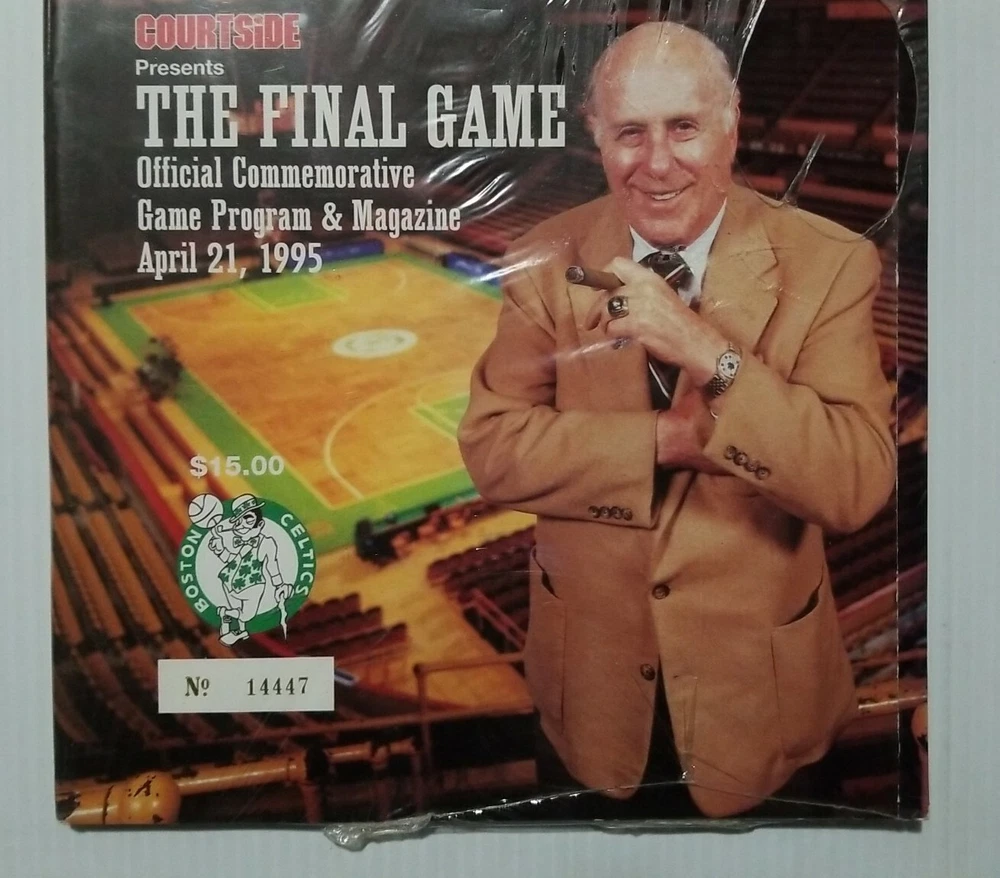 COURTSiDE
Presents
THE FINAL GAME
Official Commemorative
Game Program & Magazine
April 21, 1995
$15.00
BOSTON CELTICS
Nº 14447